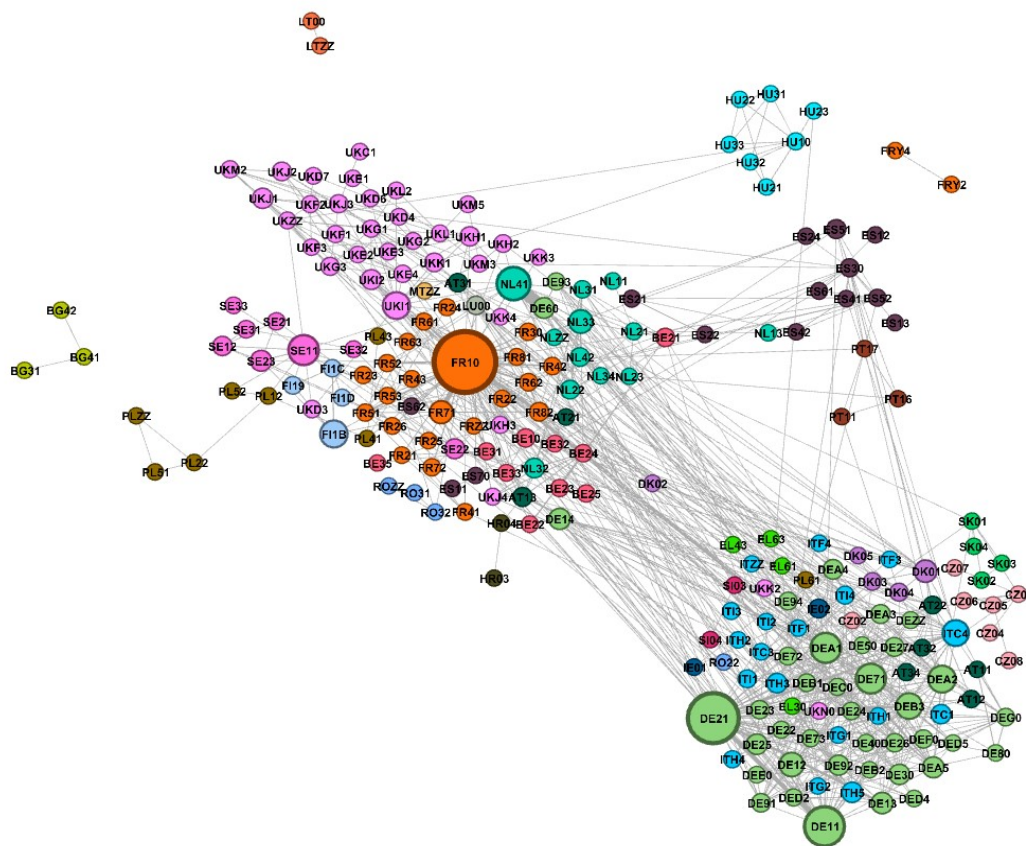 LT00
LTZZ
HU22
HU31
HU23
HU33
HU10
HU32
HU21
FRY4
FRY2
UKC1
UKM2
UKJ2
UKD7
UKE1
UKJ1
UKF2
UKJ3
UKD6
UKL2
UKZZ
UKD4
UKM5
UKF1
UKG1
UKL1
UKH1
UKF3
UKE2
UKE3
UKG2
UKH2
UKG3
UKK1
UKM3
UKK3
UKI2
UKE4
MTZZ
AT31
NL41
DE93
NL31
NL11
UKI1
FR24
LU00
UKK4
DE60
NL33
ES21
ES24
ES51
ES12
ES30
ES61
ES41
ES52
ES13
ES42
NL13
ES22
BE21
NL21
PT17
PT16
PT11
BG42
BG41
BG31
SE33
SE31
SE21
SE12
SE11
SE23
SE32
PL43
FR61
FR63
FR30
NLZZ
FR10
FR81
NL42
FR42
NL34
NL23
NL22
FI1C
FI19
FI1D
FR52
FR23
FR43
FR53
FR62
FR22
FR82
AT21
PL52
PL12
UKD3
FI1B
FR51
ES62
FR71
FRZZ
UKH3
PLZZ
PL51
PL22
PL41
FR26
FR25
FR21
FR72
SE22
BE10
BE32
BE24
BE31
BE35
BE33
NL32
ES70
ES11
UKJ4
AT13
BE23
BE25
BE22
DE14
DK02
ROZZ
RO31
RO32
FR41
HR04
HR03
EL43
EL63
ITF4
ITZZ
EL61
DK05
ITF3
DEA4
DK01
SK01
SK04
SK03
SK02
CZ07
SI03
UKK2
PL61
DE94
IE02
ITI4
DK03
DK04
AT22
CZ06
CZ05
CZ04
CZ08
ITI3
ITI2
ITF1
CZ02
DEA3
DEZZ
ITC4
SI04
ITH2
ITC3
DE72
DEA1
DE50
DE27
AT32
IE01
RO22
ITI1
ITH3
DEB1
DEC0
DE71
AT34
DEA2
AT11
AT12
DE21
DE23
EL30
UKN0
DE24
ITH1
DEB3
ITC1
DEG0
DE22
DE73
ITG1
DE25
DE40
DE26
DEF0
DED5
DE80
ITH4
DEE0
DE12
DE92
DEB2
DE30
DEA5
DE91
DED2
ITG2
ITH5
DE13
DED4
DE11